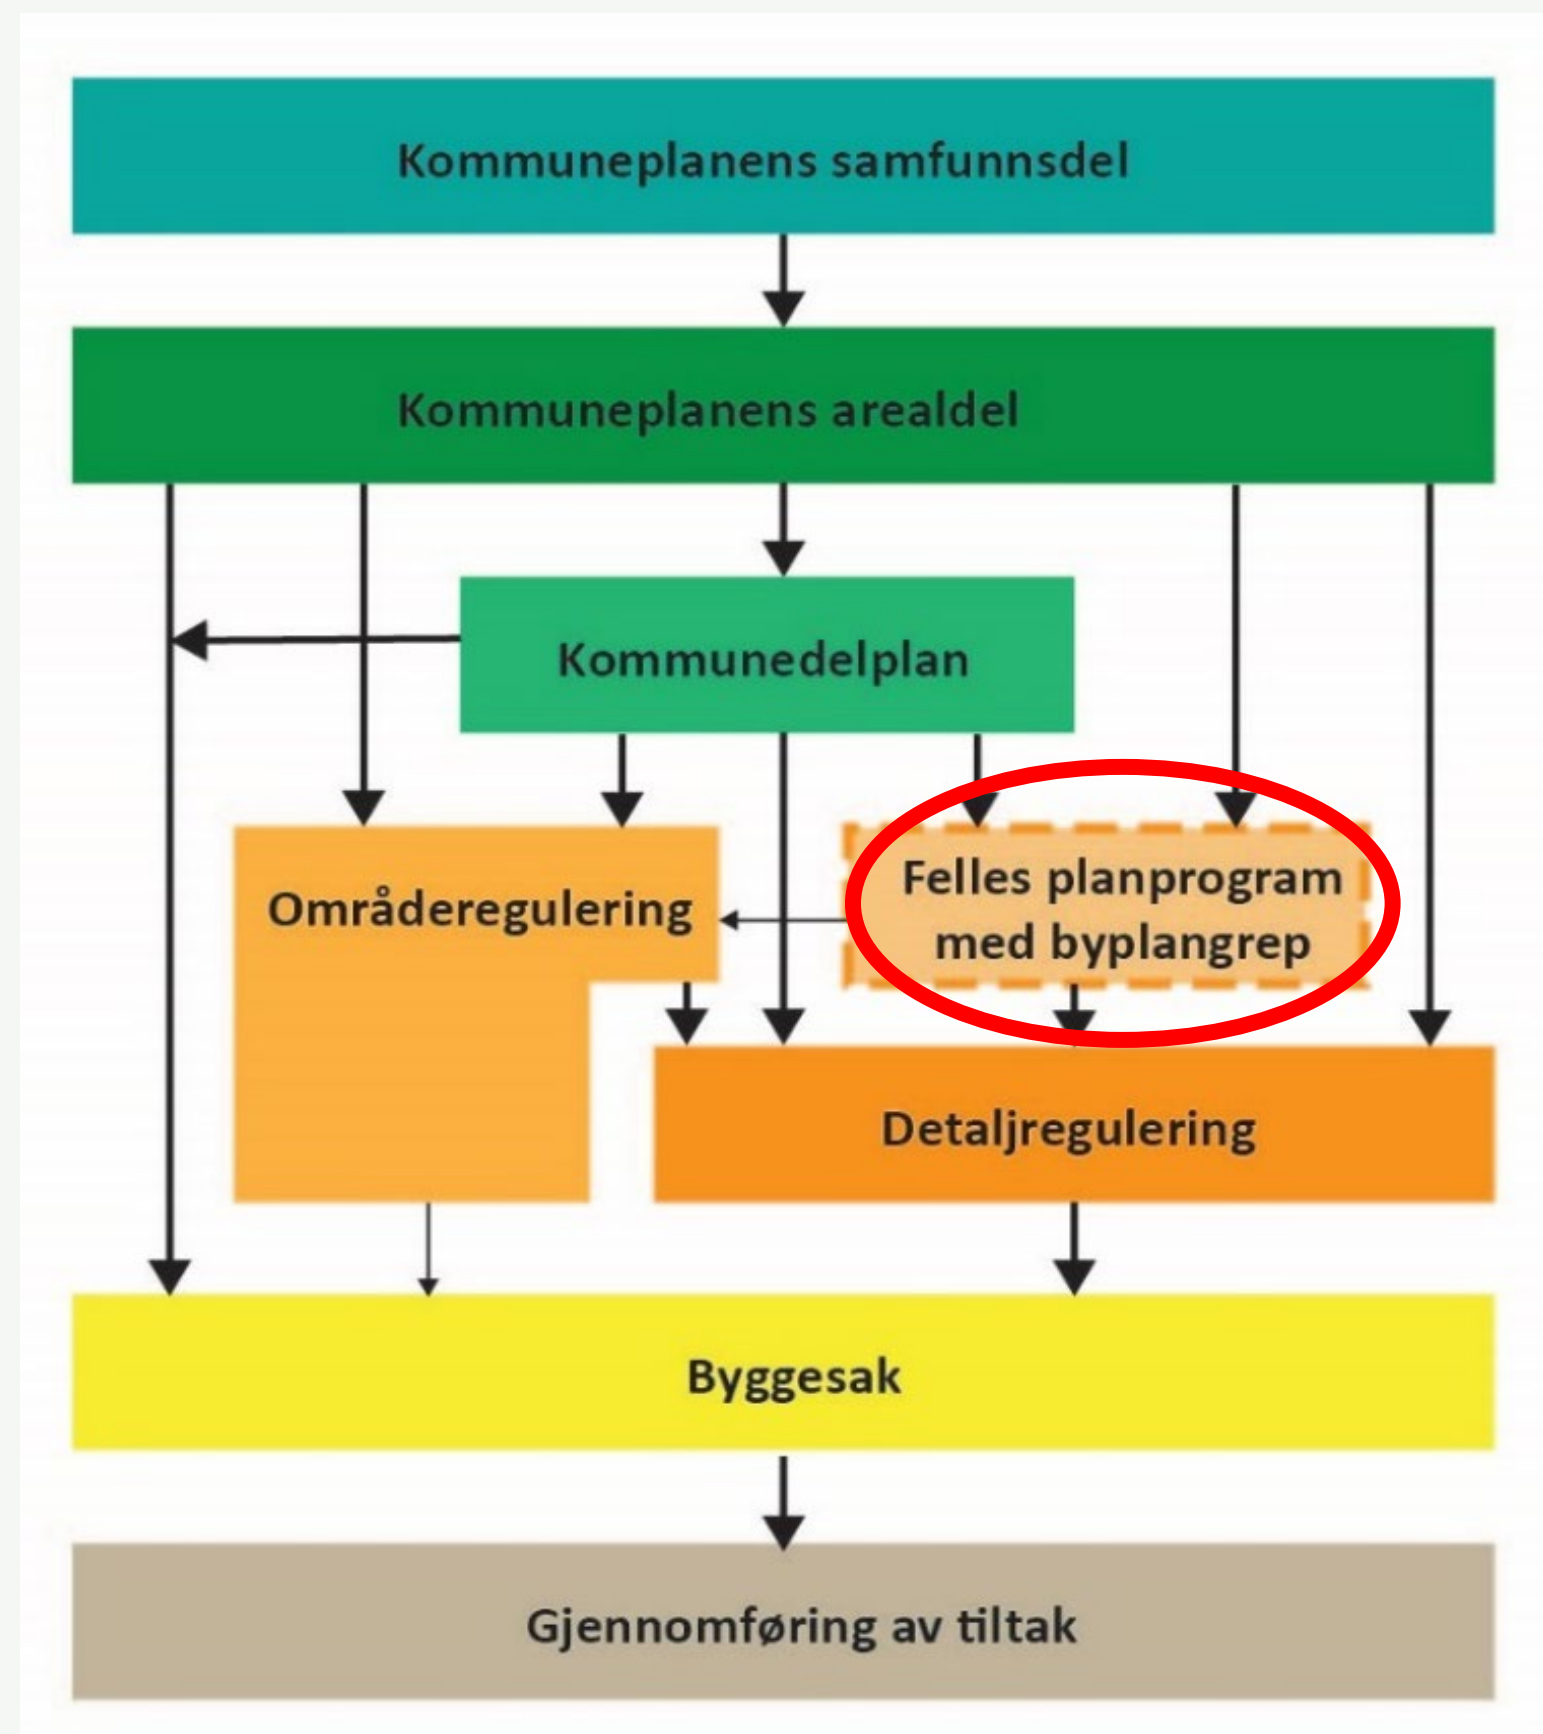 Kommuneplanens samfunnsdel
Kommuneplanens arealdel
Kommunedelplan
Områderegulering
Felles planprogram
med byplangrep
Detaljregulering
Byggesak
Gjennomføring av tiltak